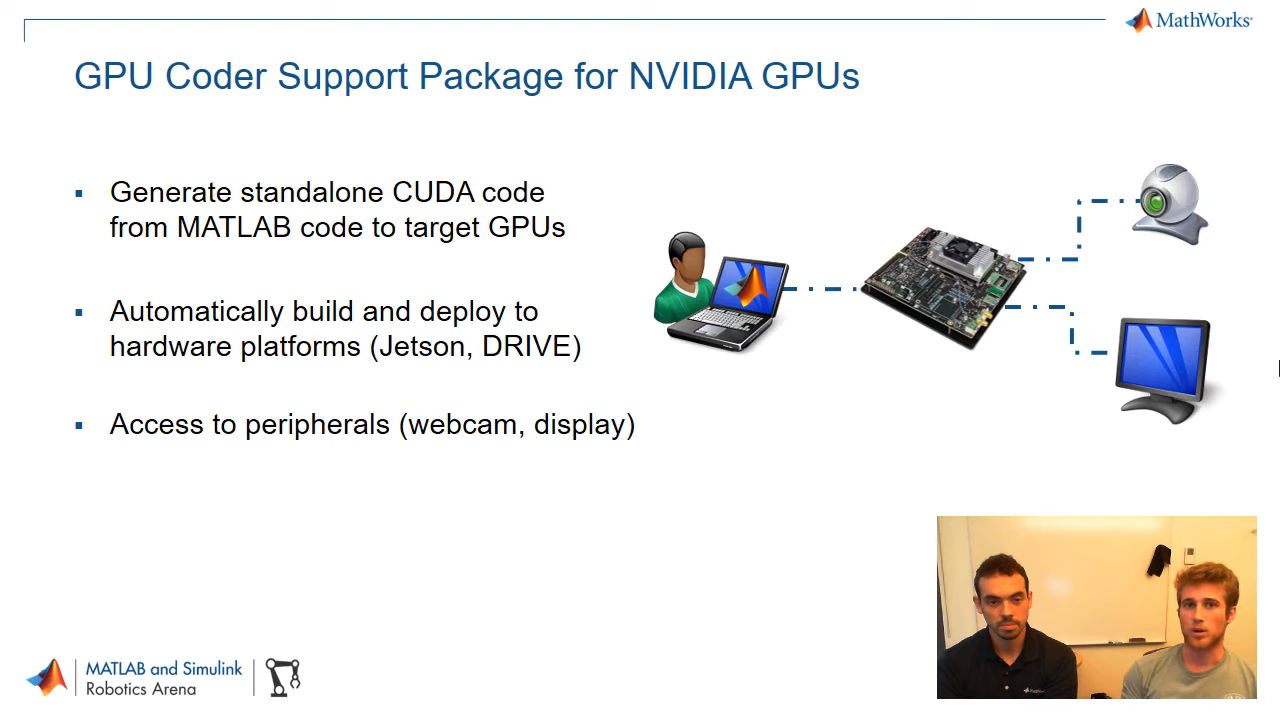 MathWorks®
GPU Coder Support Package for NVIDIA GPUs
Generate standalone CUDA code
from MATLAB code to target GPUs
Automatically build and deploy to
hardware platforms (Jetson, DRIVE)
Access to peripherals (webcam, display)
MATLAB and Simulink
Robotics Arena